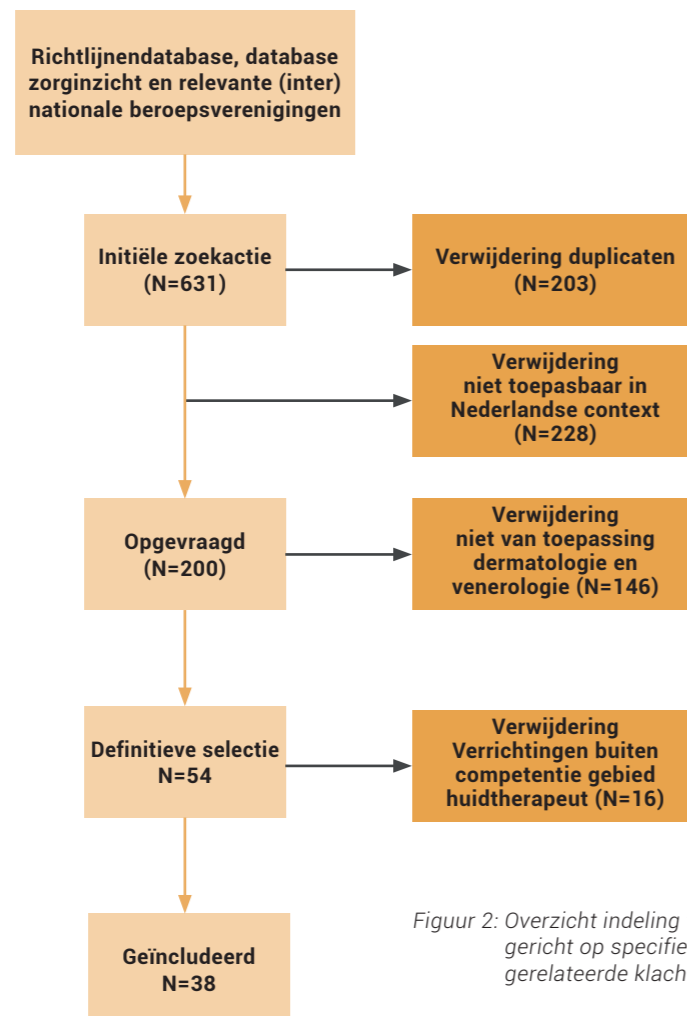 Richtlijnendatabase, database
zorginzicht en relevante (inter)
nationale beroepsverenigingen
Initiële zoekactie
(N=631)
Verwijdering duplicaten
(N=203)
Verwijdering
niet toepasbaar in
Nederlandse context
(N=228)
Opgevraagd
(N=200)
Verwijdering
niet van toepassing
dermatologie en
venerologie (N=146)
Definitieve selectie
N=54
Verwijdering
Verrichtingen buiten
competentie gebied
huidtherapeut (N=16)
Geïncludeerd
N=38
Figuur 2: Overzicht indeling
gericht op specifie
gerelateerde klach